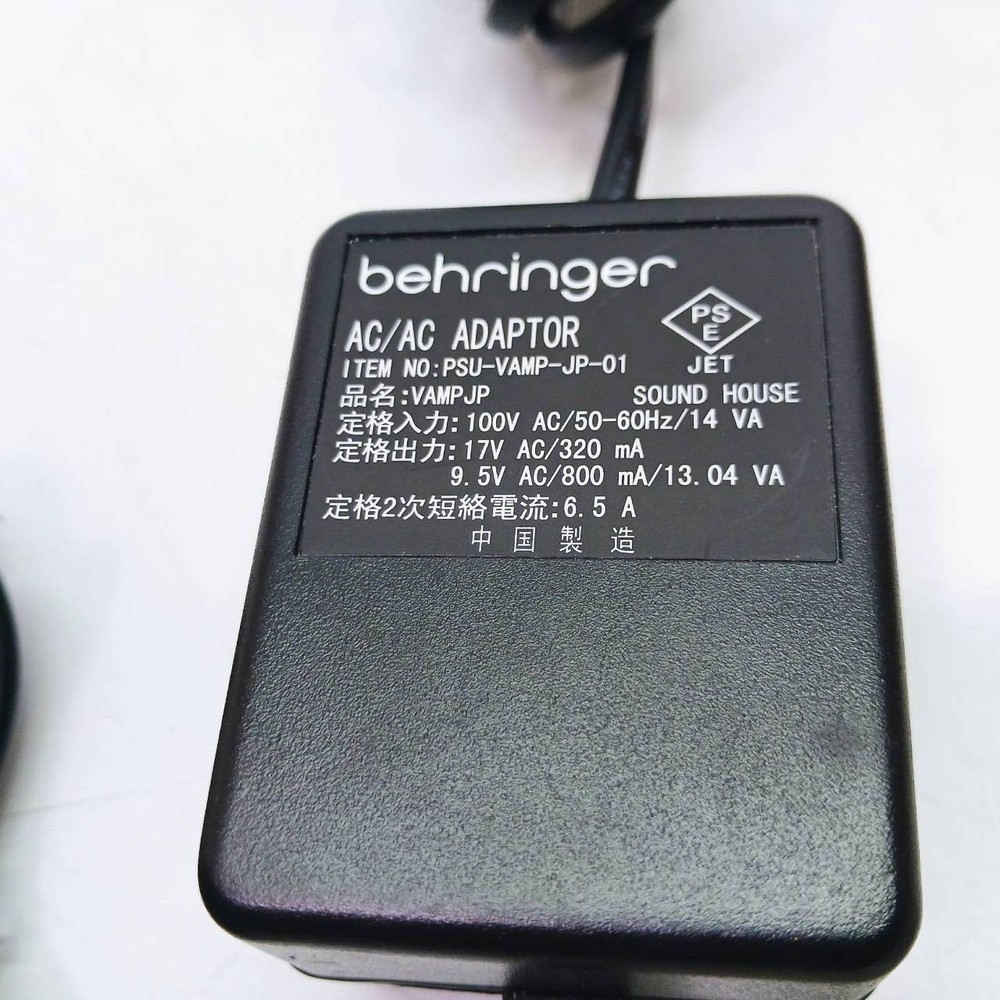 behringer
AC/AC ADAPTOR
PS
E
JET
ITEM NO:PSU-VAMP-JP-01
品名:VAMPJP
SOUND HOUSE
定格入力:100V AC/50-60Hz/14 VA
定格出力:17V AC/320 mA
9.5V AC/800 mA/13.04 VA
定格2次短絡電流:6.5 A
中国製造